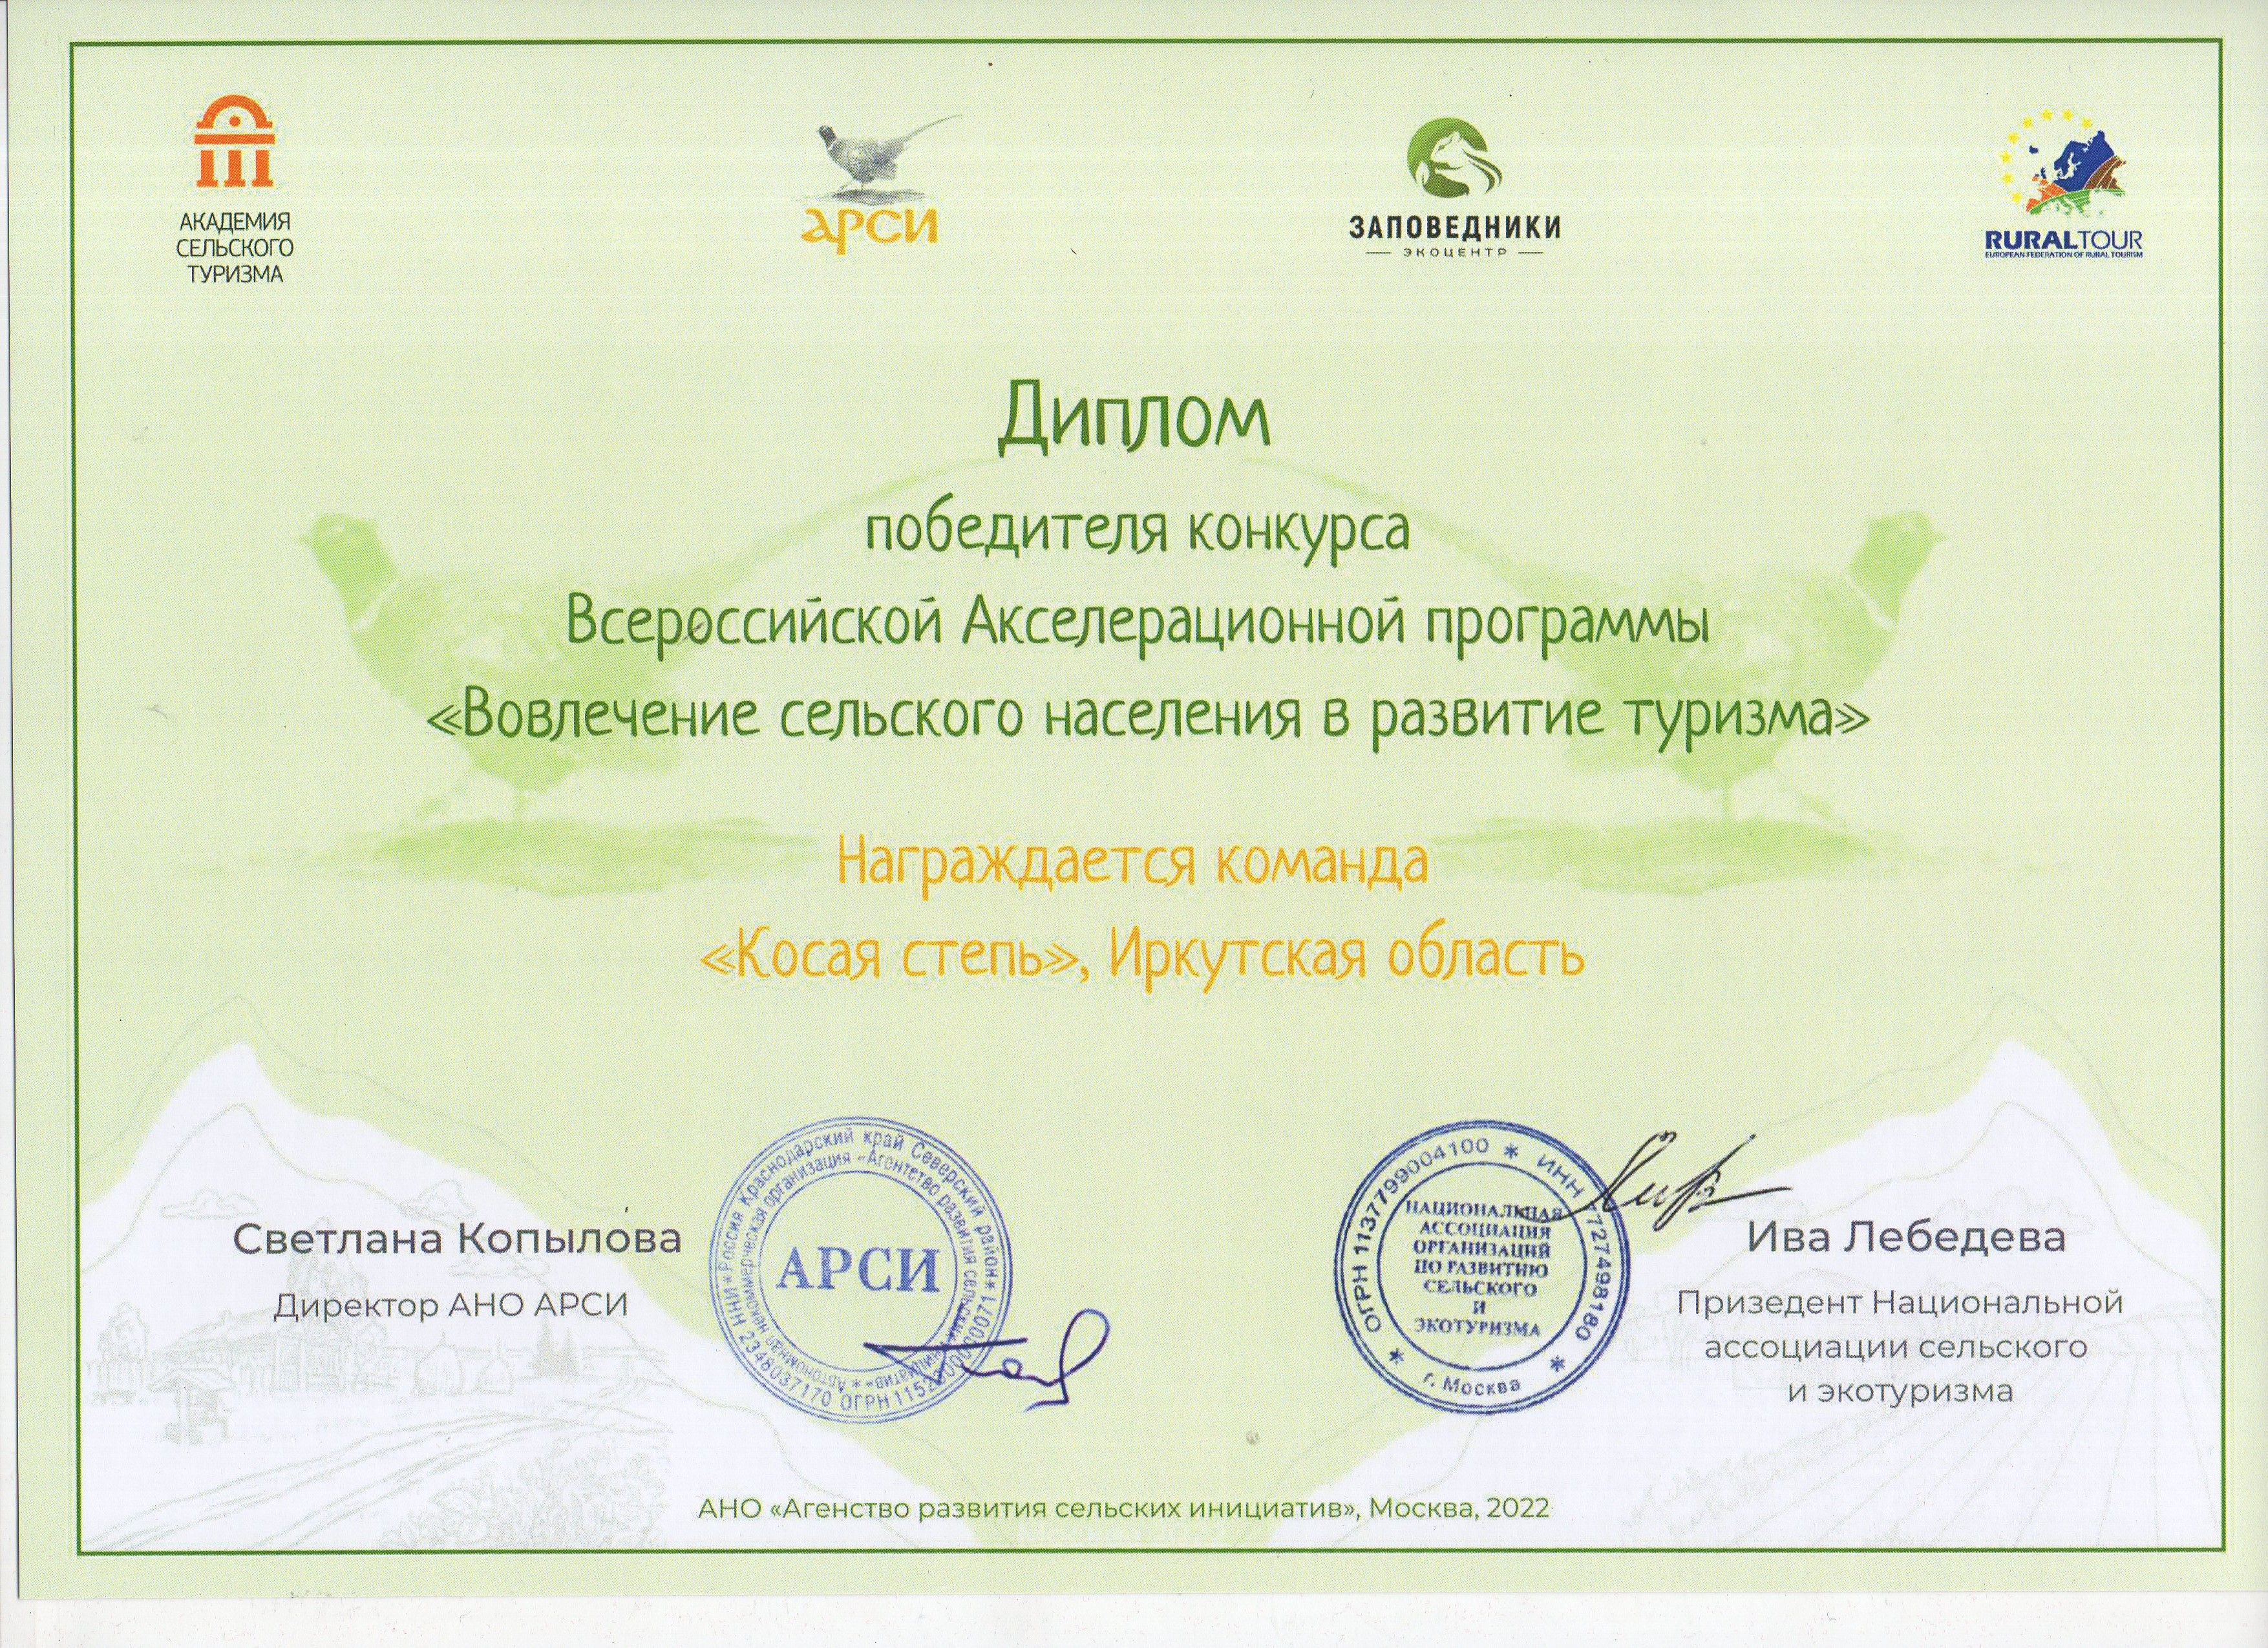 АКАДЕМИЯ
СЕЛЬСКОГО
ТУРИЗМА
АРСИ
ЗАПОВЕДНИКИ
ЭКОЦЕНТР
RURALTOUR
EUROPEAN FEDERATION OF RURAL TOURISM
Диплом
победителя конкурса
Всероссийской Акселерационной программы
«Вовлечение сельского населения в развитие туризма»
Награждается команда
«Косая степь», Иркутская область
Светлана Копылова
Директор АНО АРСИ
Россия Краснодарский край Северский район*
ИНН 2348037170 ОГРН
Автономная некоммерческая организация «Агентство развития сельских инициатив»*
АРСИ
ОГРН 1137799004100 * ИНН 7727498180 *
г. Москва
НАЦИОНАЛЬНАЯ
АССОЦИАЦИЯ
ОРГАНИЗАЦИЙ
ПО РАЗВИТИЮ
СЕЛЬСКОГО
И
ЭКОТУРИЗМА
Ива Лебедева
Призедент Национальной
ассоциации сельского
и экотуризма
АНО «Агенство развития сельских инициатив», Москва, 2022